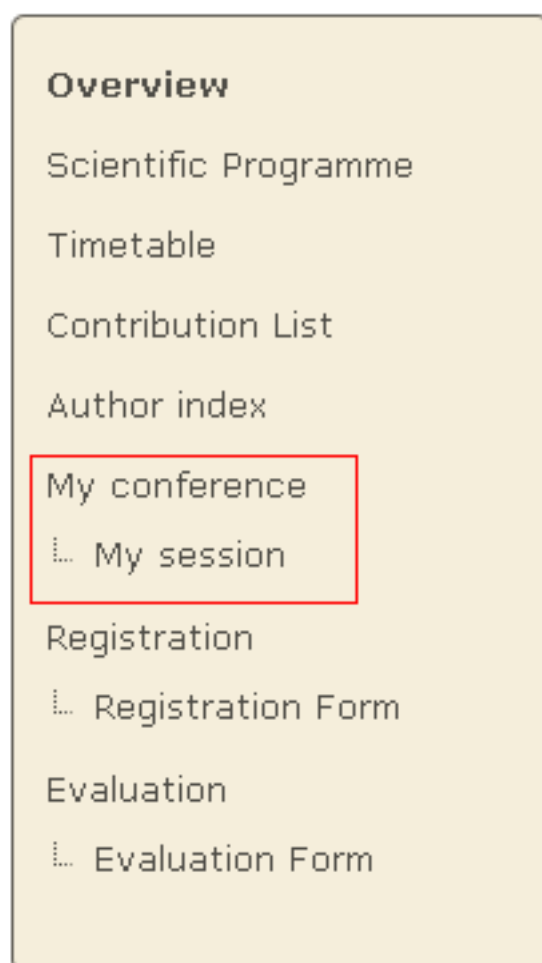 Overview
Scientific Programme
Timetable
Contribution List
Author index
My conference
My session
Registration
Registration Form
Evaluation
Evaluation Form